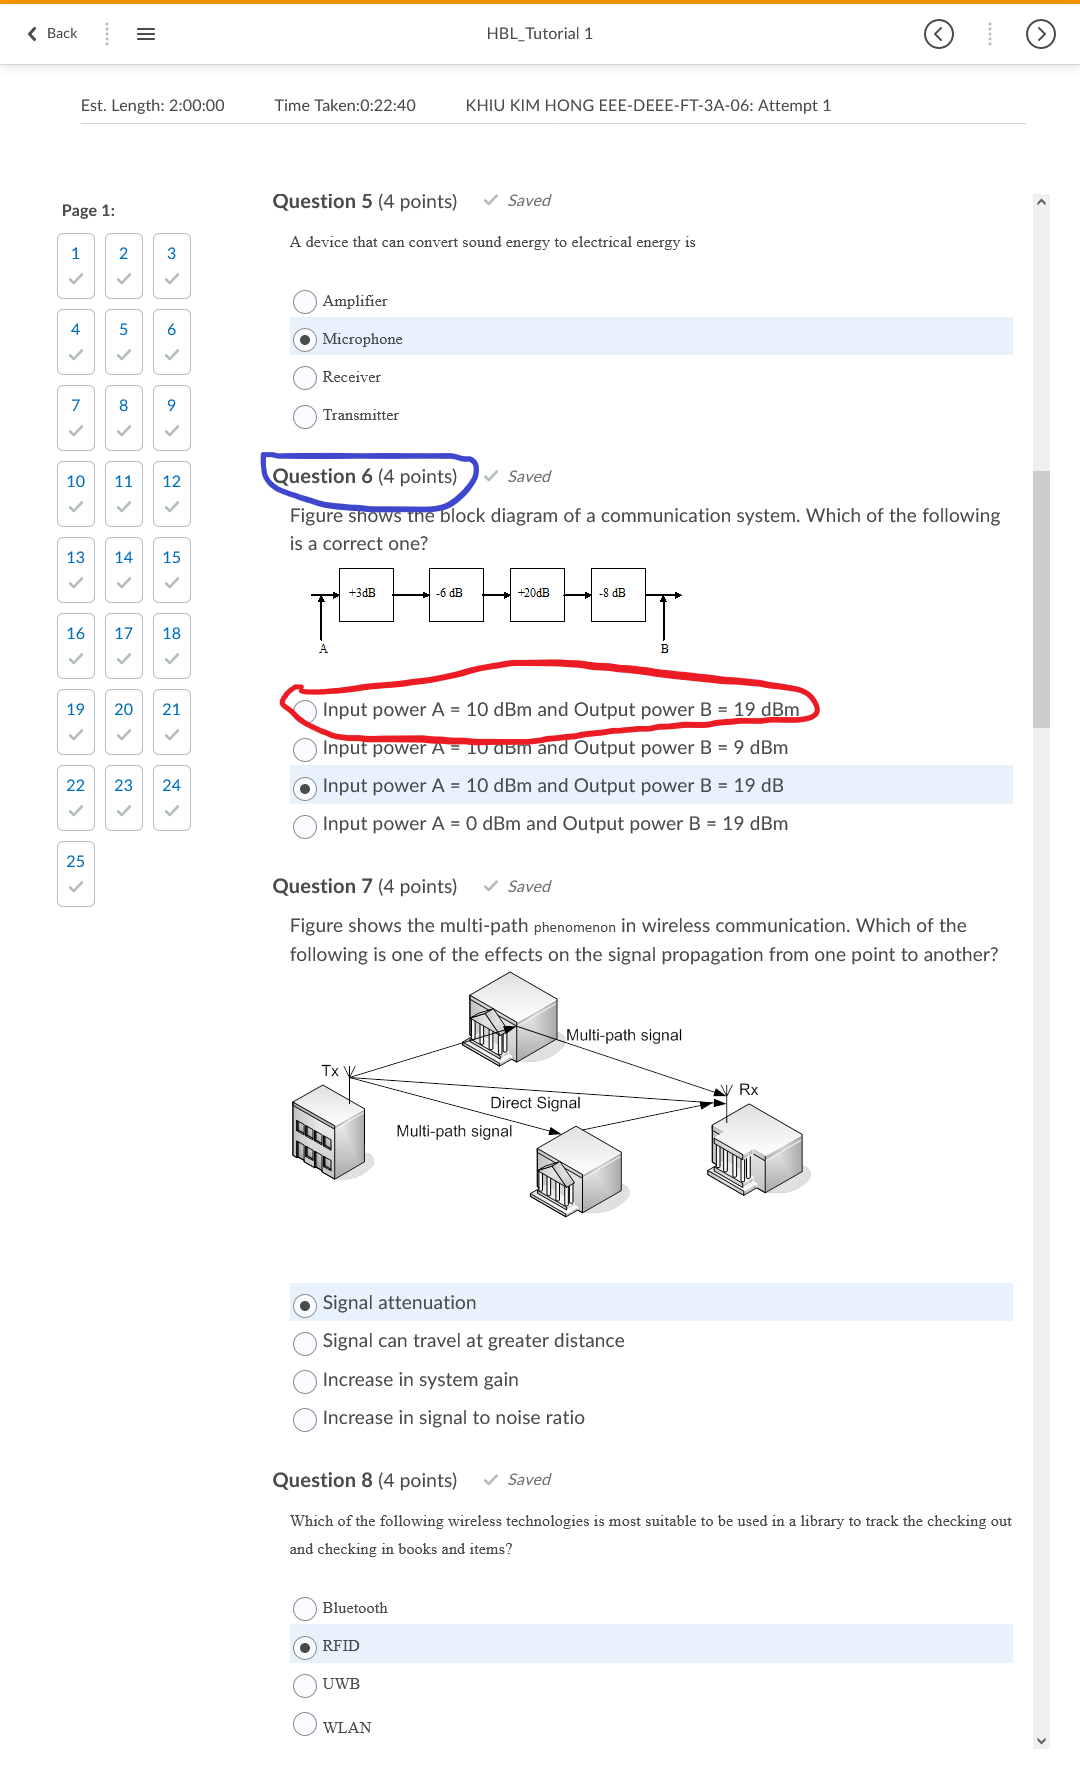 Back
HBL_Tutorial 1
Est. Length: 2:00:00 Time Taken:0:22:40 KHIU KIM HONG EEE-DEEE-FT-3A-06: Attempt 1
Page 1:
1 2 3
4 5 6
7 8 9
10 11 12
13 14 15
16 17 18
19 20 21
22 23 24
25
Question 5 (4 points) Saved
A device that can convert sound energy to electrical energy is
Amplifier
Microphone
Receiver
Transmitter
Question 6 (4 points) Saved
Figure shows the block diagram of a communication system. Which of the following
is a correct one?
+3dB -6 dB +20dB -8 dB
A B
Input power A = 10 dBm and Output power B = 19 dBm
Input power A = 10 dBm and Output power B = 9 dBm
Input power A = 10 dBm and Output power B = 19 dB
Input power A = 0 dBm and Output power B = 19 dBm
Question 7 (4 points) Saved
Figure shows the multi-path phenomenon in wireless communication. Which of the
following is one of the effects on the signal propagation from one point to another?
Multi-path signal
Tx
Rx
Direct Signal
Multi-path signal
Signal attenuation
Signal can travel at greater distance
Increase in system gain
Increase in signal to noise ratio
Question 8 (4 points) Saved
Which of the following wireless technologies is most suitable to be used in a library to track the checking out
and checking in books and items?
Bluetooth
RFID
UWB
WLAN